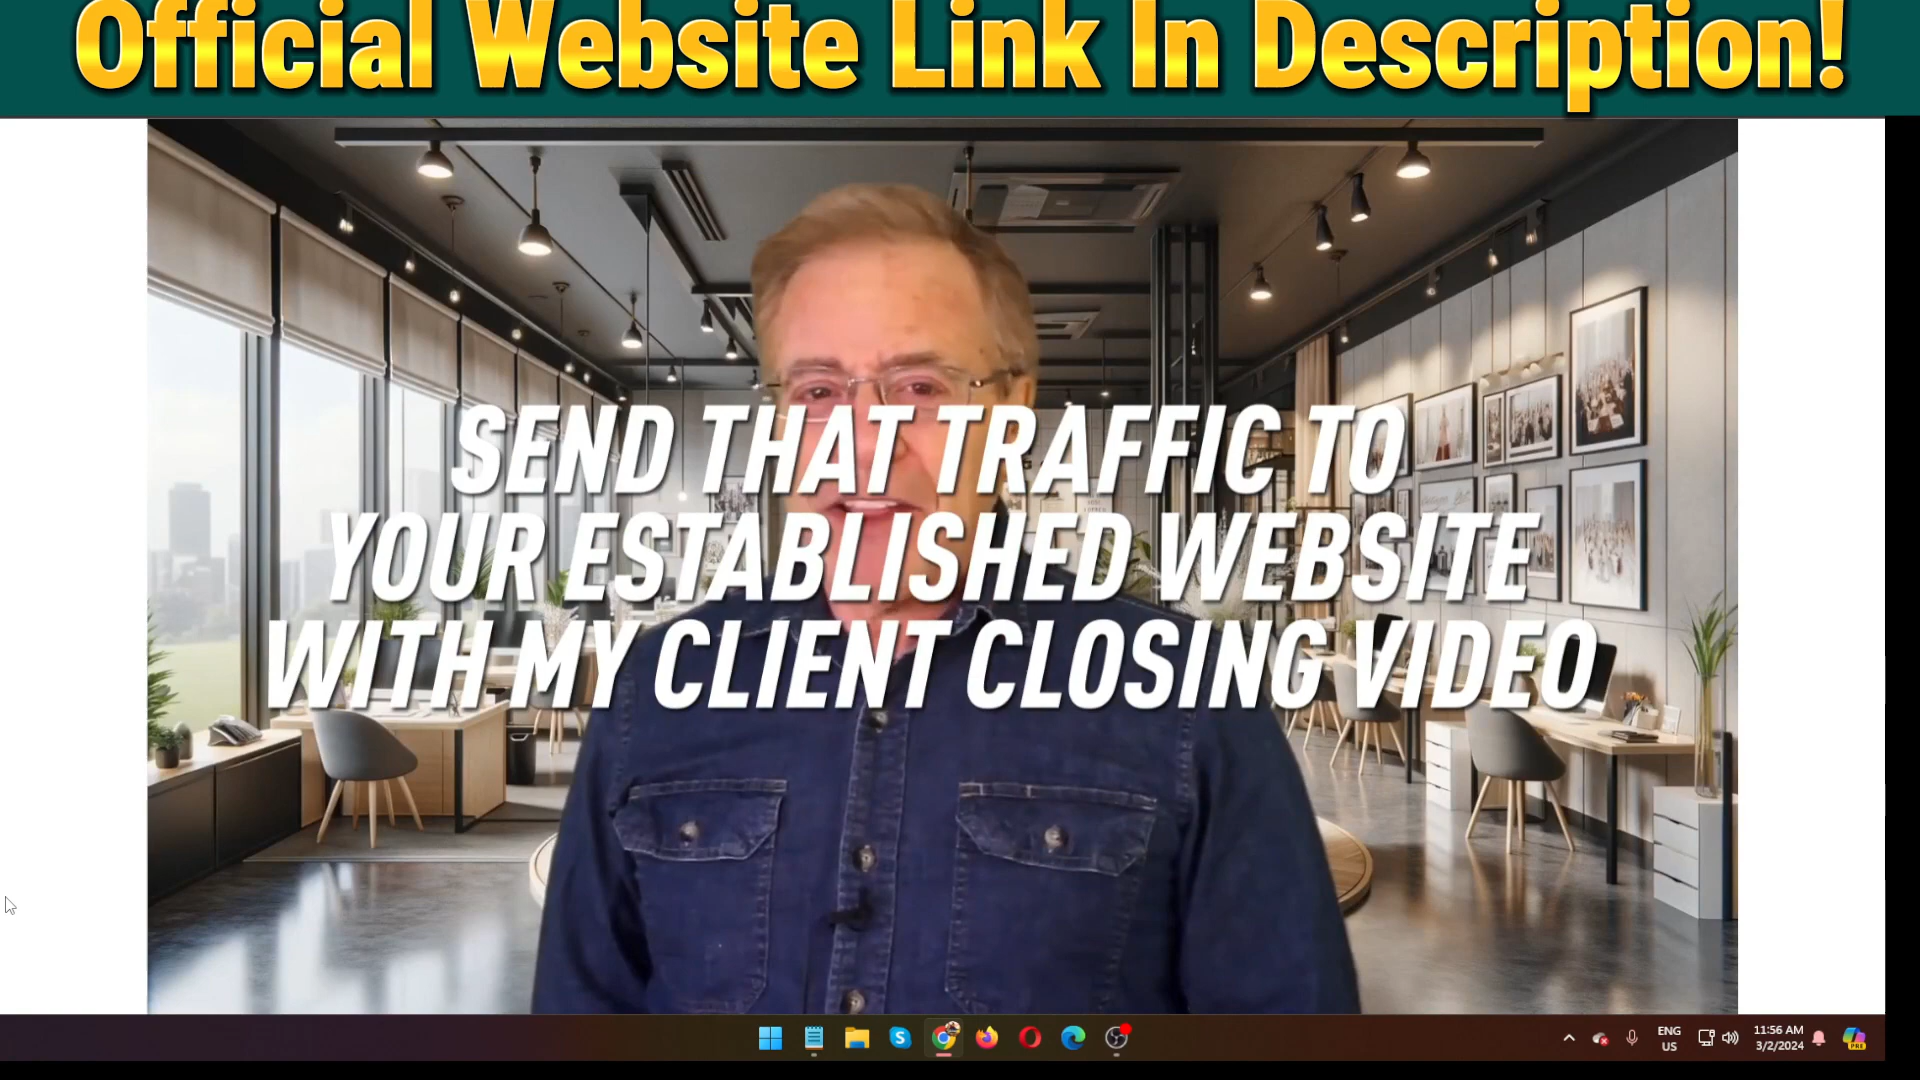 Official Website Link In Description!
SEND THAT TRAFFIC TO
YOUR ESTABLISHED WEBSITE
WITH MY CLIENT CLOSING VIDEO
ENG
US
11:56 AM
3/2/2024
PRE